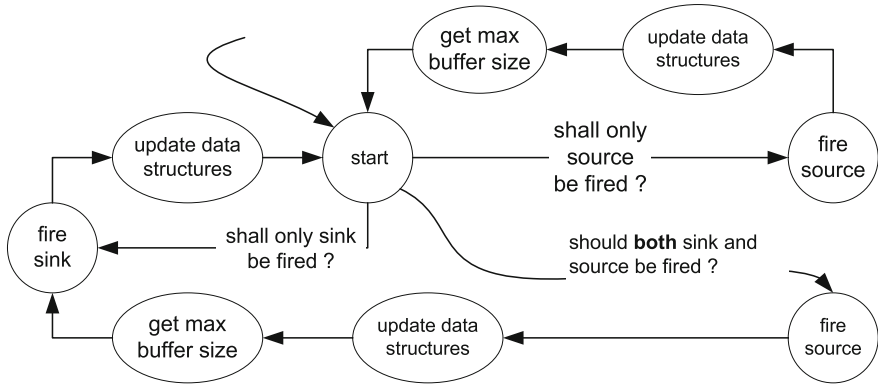 get max
buffer size
update data
structures
update data
structures
start
shall only
source
be fired ?
fire
source
fire
sink
shall only sink
be fired ?
should both sink and
source be fired ?
get max
buffer size
update data
structures
fire
source